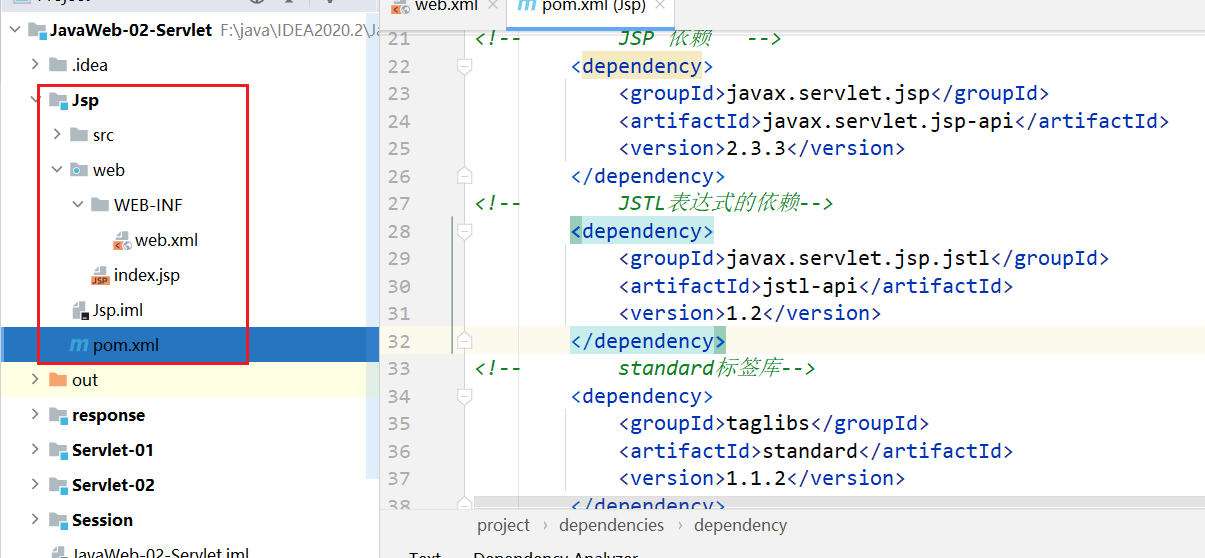 Project
JavaWeb-02-Servlet F:\java\IDEA2020.2\Ja
.idea
Jsp
src
web
WEB-INF
web.xml
index.jsp
Jsp.iml
pom.xml
out
response
Servlet-01
Servlet-02
Session
JavaWeb-02-Servlet.iml
web.xml
pom.xml (Jsp)
21 <!-- JSP 依赖 -->
22 <dependency>
23 <groupId>javax.servlet.jsp</groupId>
24 <artifactId>javax.servlet.jsp-api</artifactId>
25 <version>2.3.3</version>
26 </dependency>
27 <!-- JSTL表达式的依赖-->
28 <dependency>
29 <groupId>javax.servlet.jsp.jstl</groupId>
30 <artifactId>jstl-api</artifactId>
31 <version>1.2</version>
32 </dependency>
33 <!-- standard标签库-->
34 <dependency>
35 <groupId>taglibs</groupId>
36 <artifactId>standard</artifactId>
37 <version>1.1.2</version>
38 </dependency>
project › dependencies › dependency
Text Dependency Analyzer